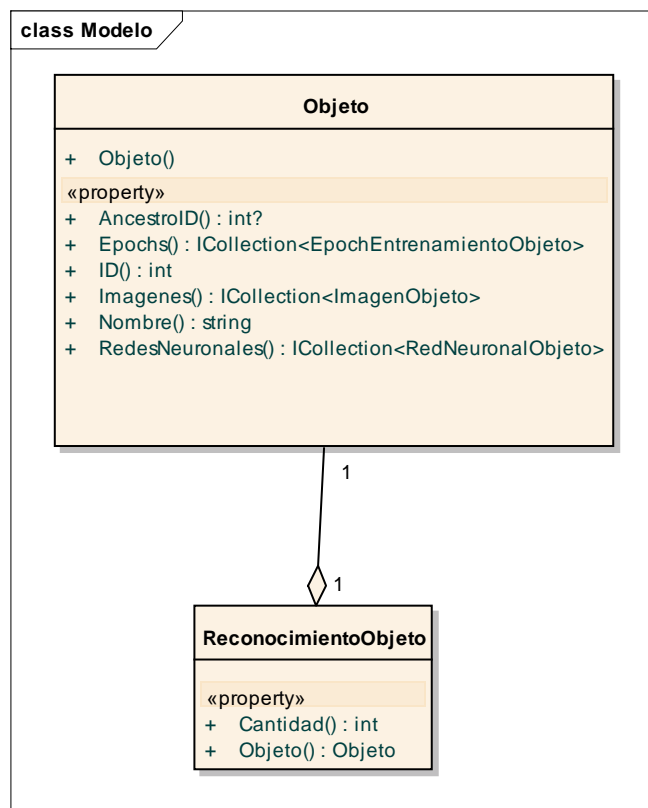 class Modelo
Objeto
+ Objeto()
«property»
+ AncestroID() : int?
+ Epochs() : ICollection<EpochEntrenamientoObjeto>
+ ID() : int
+ Imagenes() : ICollection<ImagenObjeto>
+ Nombre() : string
+ RedesNeuronales() : ICollection<RedNeuronalObjeto>
1
1
ReconocimientoObjeto
«property»
+ Cantidad() : int
+ Objeto() : Objeto